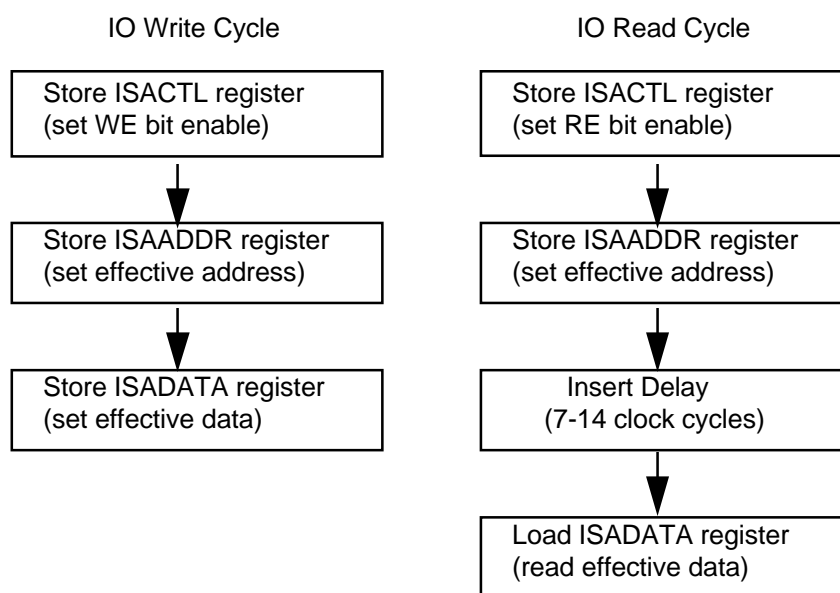 IO Write Cycle
Store ISACTL register
(set WE bit enable)
Store ISAADDR register
(set effective address)
Store ISADATA register
(set effective data)
IO Read Cycle
Store ISACTL register
(set RE bit enable)
Store ISAADDR register
(set effective address)
Insert Delay
(7-14 clock cycles)
Load ISADATA register
(read effective data)